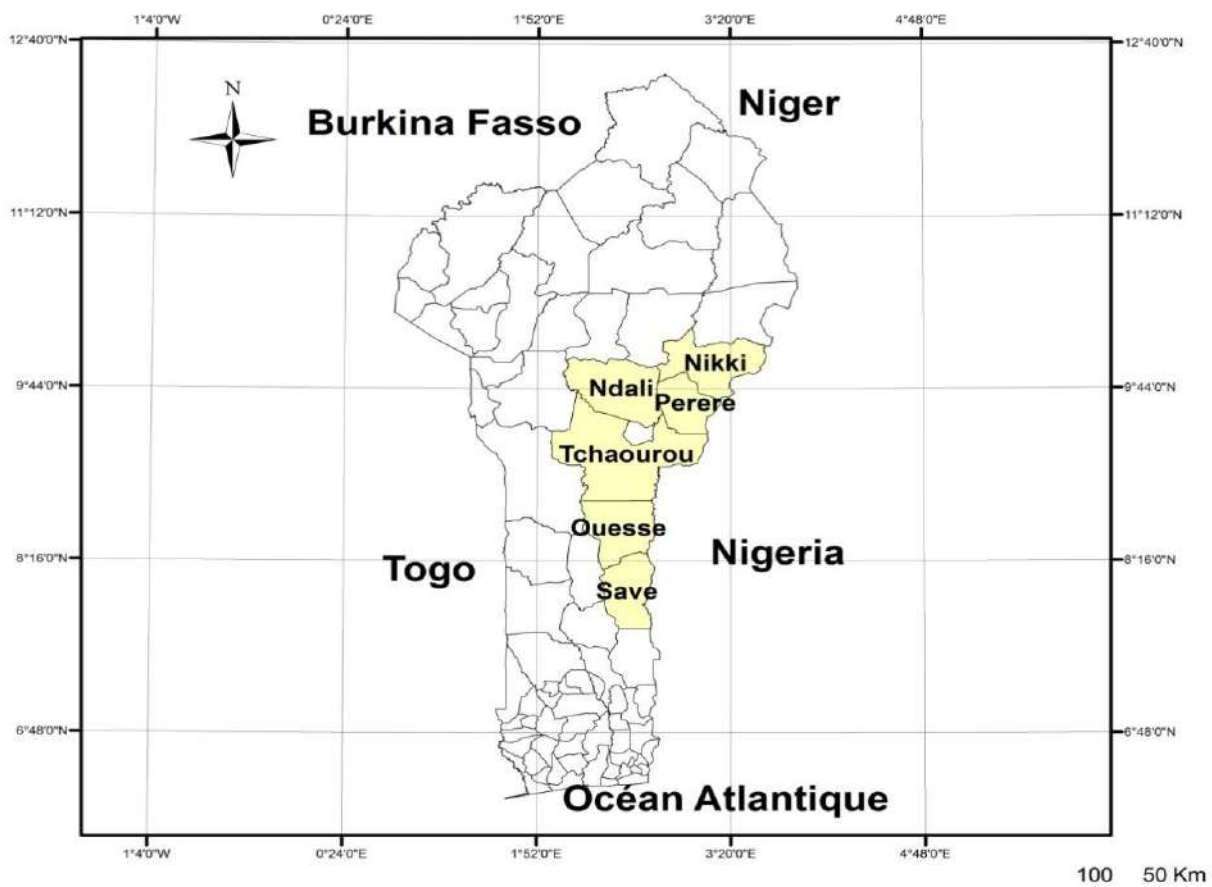 1°4'0"W 0°24'0"E 1°52'0"E 3°20'0"E 4°48'0"E
12°40'0"N 12°40'0"N
N
Niger
Burkina Fasso
11°12'0"N 11°12'0"N
Nikki
9°44'0"N Ndali 9°44'0"N
Perere
Tchaourou
Ouesse
8°16'0"N Togo Nigeria 8°16'0"N
Save
6°48'0"N 6°48'0"N
Océan Atlantique
1°4'0"W 0°24'0"E 1°52'0"E 3°20'0"E 4°48'0"E
100 50 Km